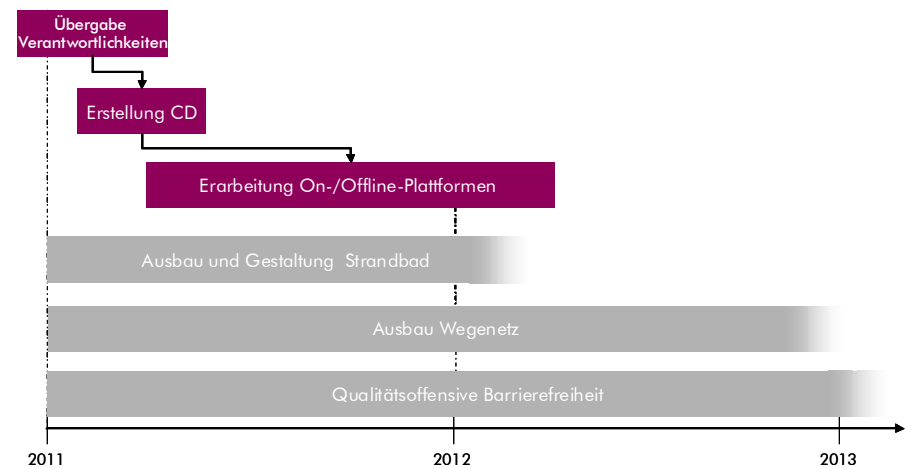 Übergabe
Verantwortlichkeiten
Erstellung CD
Erarbeitung On-/Offline-Plattformen
Ausbau und Gestaltung Strandbad
Ausbau Wegenetz
Qualitätsoffensive Barrierefreiheit
2011 2012 2013